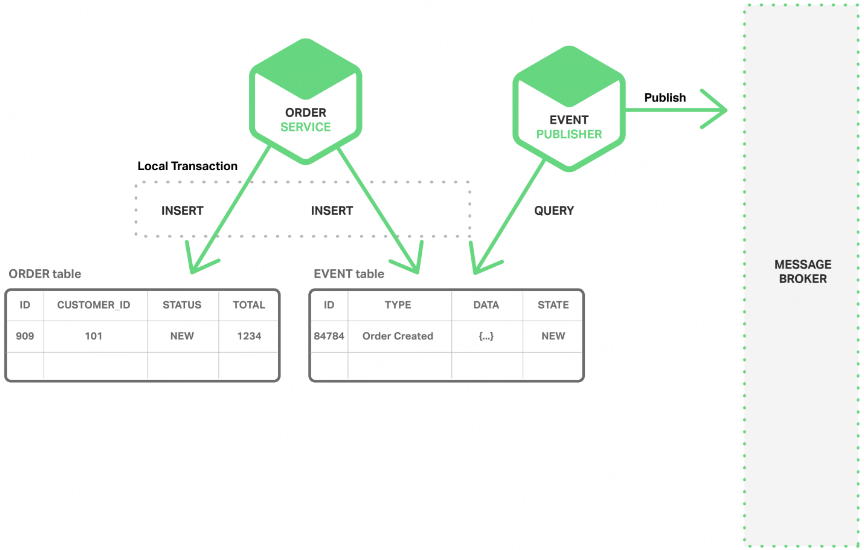 ORDER
SERVICE
EVENT
PUBLISHER
Publish
Local Transaction
INSERT INSERT QUERY
MESSAGE
BROKER
ORDER table
ID CUSTOMER_ID STATUS TOTAL
909 101 NEW 1234
EVENT table
ID TYPE DATA STATE
84784 Order Created {...} NEW